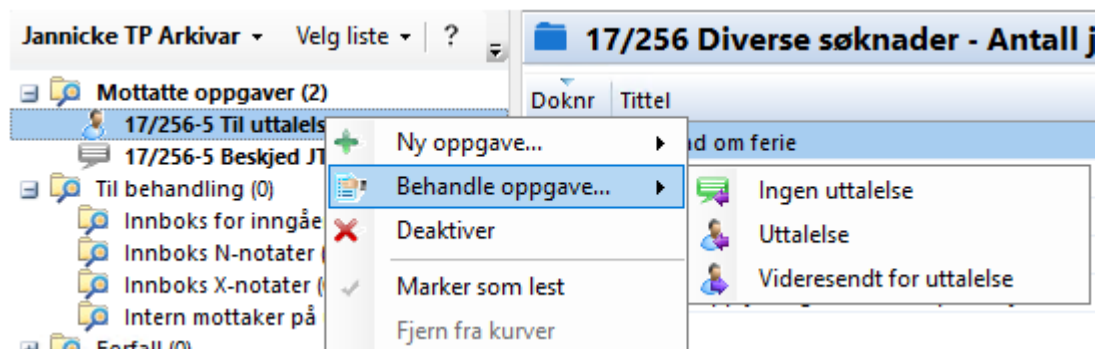 Jannicke TP Arkivar Velg liste ?
17/256 Diverse søknader - Antall j
Mottatte oppgaver (2)
17/256-5 Til uttalels
17/256-5 Beskjed JT
Til behandling (0)
Innboks for inngåe
Innboks N-notater (
Innboks X-notater (
Intern mottaker på
Forfall (0)
Doknr Tittel
d om ferie
Ny oppgave...
Behandle oppgave...
Deaktiver
Marker som lest
Fjern fra kurver
Ingen uttalelse
Uttalelse
Videresendt for uttalelse